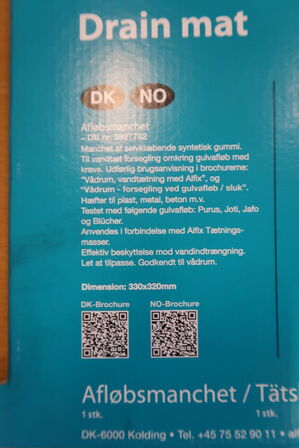 Drain mat
DK NO
Afløbsmanchet
– DB nr. 5827762
Manchet af selvklæbende syntetisk gummi.
Til vandtæt forsegling omkring gulvafløb med
krave. Udførlig brugsanvisning i brochurerne:
"Vådrum, vandtætning med Alfix", og
"Vådrum - forsegling ved gulvafløb / sluk".
Hæfter til plast, metal, beton m.v.
Testet med følgende gulvafløb: Purus, Joti, Jafo
og Blücher.
Anvendes i forbindelse med Alfix Tætnings-
masser.
Effektiv beskyttelse mod vandindtrængning.
Let at tilpasse. Godkendt til vådrum.
Dimension: 330x320mm
DK-Brochure NO-Brochure
Afløbsmanchet / Täts
1 stk. 1 stk.
DK-6000 Kolding • Tel. +45 75 52 90 11 • alf